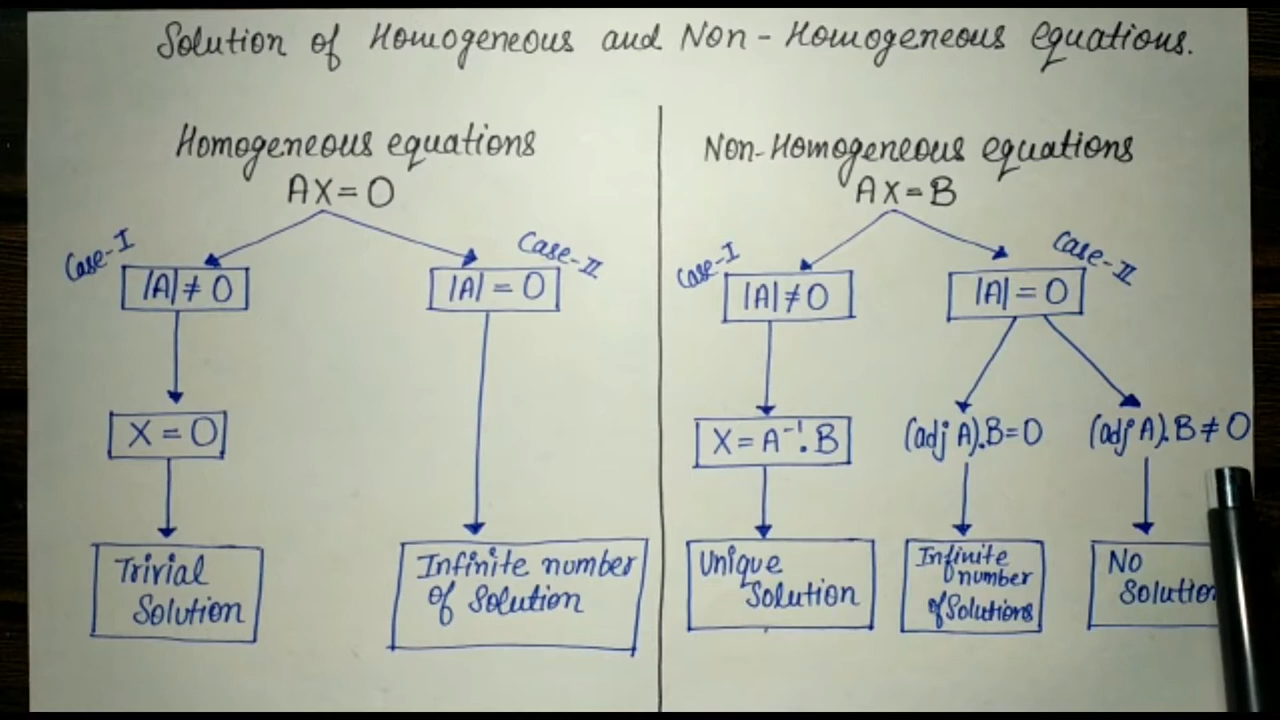 Solution of Homogeneous and Non-Homogeneous equations.
Homogeneous equations
AX=O
Case-I
|A|≠0
X=O
Trivial
Solution
Case-II
|A|=0
Infinite number
of solution
Non-Homogeneous equations
AX=B
Case-I
|A|≠0
X=A⁻¹.B
Unique
Solution
Case-II
|A|=0
(adj A).B=0
Infinite
number
of Solutions
(adj A).B≠0
No
Solution